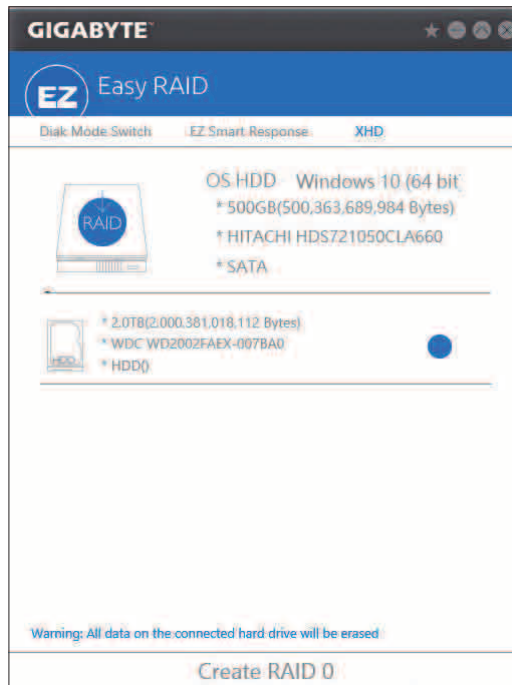 GIGABYTE™
EZ Easy RAID
Diak Mode Switch EZ Smart Response XHD
OS HDD Windows 10 (64 bit
* 500GB(500,363,689,984 Bytes)
RAID
* HITACHI HDS721050CLA660
* SATA
* 2.0TB(2,000,381,018,112 Bytes)
* WDC WD2002FAEX-007BA0
HDD
* HDD()
Warning: All data on the connected hard drive will be erased
Create RAID 0